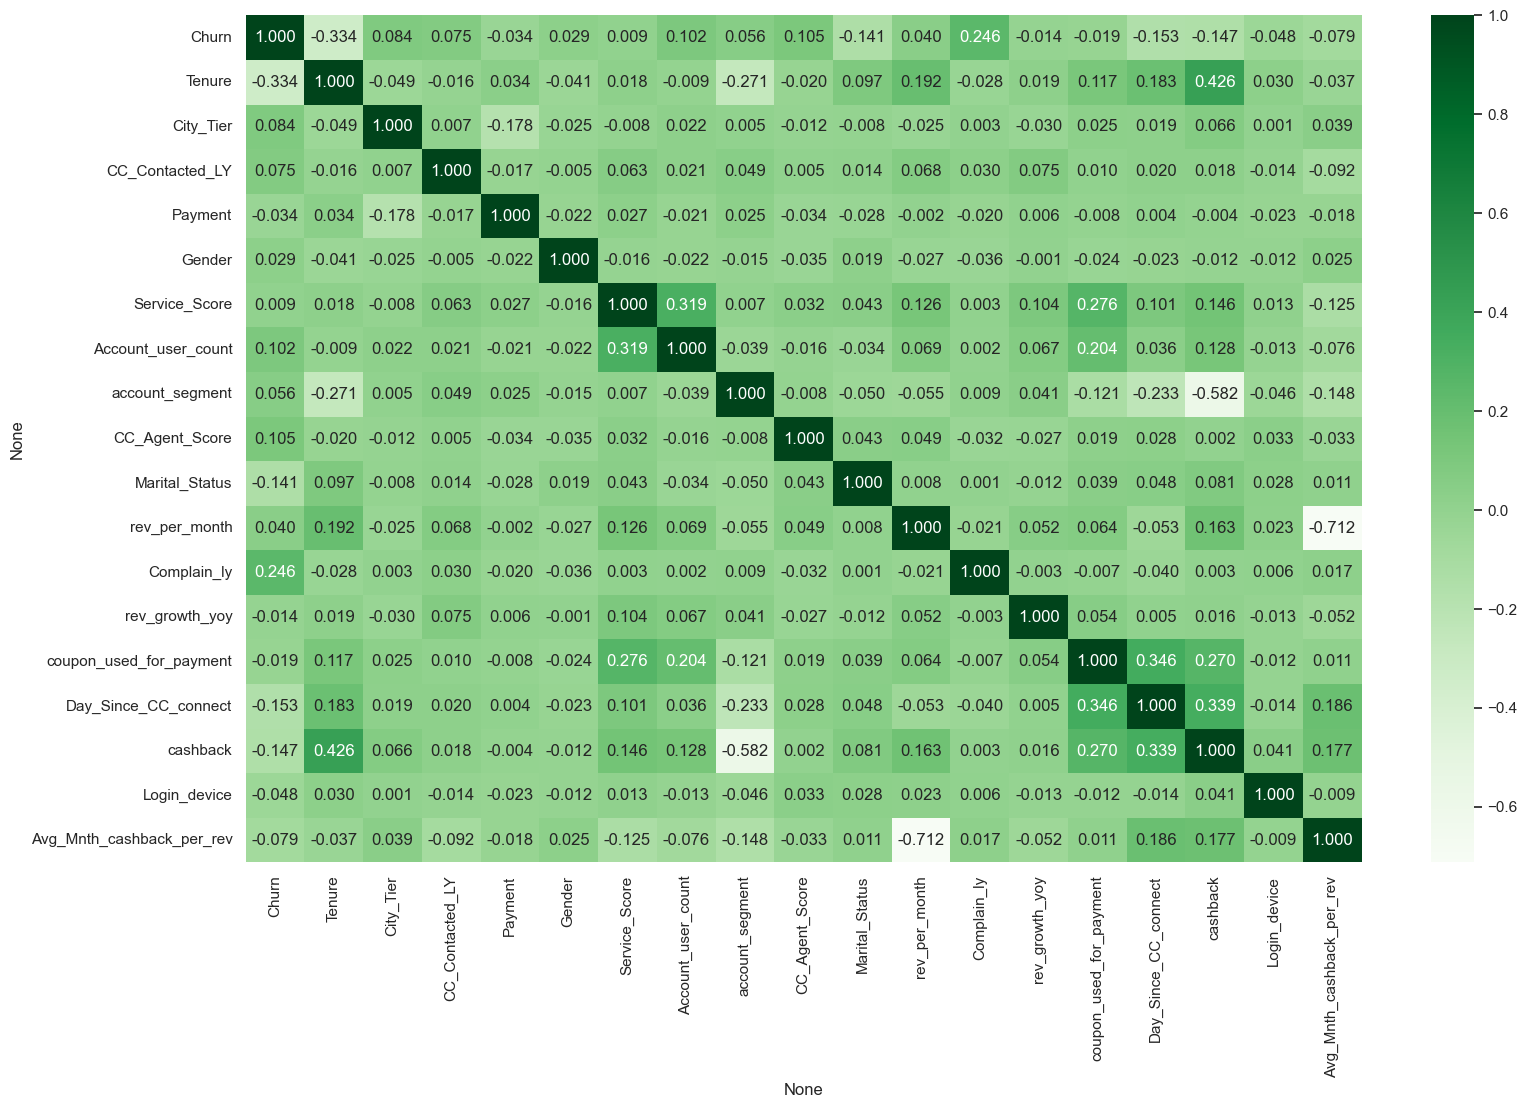 Churn 1.000 -0.334 0.084 0.075 -0.034 0.029 0.009 0.102 0.056 0.105 -0.141 0.040 0.246 -0.014 -0.019 -0.153 -0.147 -0.048 -0.079
Tenure -0.334 1.000 -0.049 -0.016 0.034 -0.041 0.018 -0.009 -0.271 -0.020 0.097 0.192 -0.028 0.019 0.117 0.183 0.426 0.030 -0.037
City_Tier 0.084 -0.049 1.000 0.007 -0.178 -0.025 -0.008 0.022 0.005 -0.012 -0.008 -0.025 0.003 -0.030 0.025 0.019 0.066 0.001 0.039
CC_Contacted_LY 0.075 -0.016 0.007 1.000 -0.017 -0.005 0.063 0.021 0.049 0.005 0.014 0.068 0.030 0.075 0.010 0.020 0.018 -0.014 -0.092
Payment -0.034 0.034 -0.178 -0.017 1.000 -0.022 0.027 -0.021 0.025 -0.034 -0.028 -0.002 -0.020 0.006 -0.008 0.004 -0.004 -0.023 -0.018
Gender 0.029 -0.041 -0.025 -0.005 -0.022 1.000 -0.016 -0.022 -0.015 -0.035 0.019 -0.027 -0.036 -0.001 -0.024 -0.023 -0.012 -0.012 0.025
Service_Score 0.009 0.018 -0.008 0.063 0.027 -0.016 1.000 0.319 0.007 0.032 0.043 0.126 0.003 0.104 0.276 0.101 0.146 0.013 -0.125
Account_user_count 0.102 -0.009 0.022 0.021 -0.021 -0.022 0.319 1.000 -0.039 -0.016 -0.034 0.069 0.002 0.067 0.204 0.036 0.128 -0.013 -0.076
account_segment 0.056 -0.271 0.005 0.049 0.025 -0.015 0.007 -0.039 1.000 -0.008 -0.050 -0.055 0.009 0.041 -0.121 -0.233 -0.582 -0.046 -0.148
CC_Agent_Score 0.105 -0.020 -0.012 0.005 -0.034 -0.035 0.032 -0.016 -0.008 1.000 0.043 0.049 -0.032 -0.027 0.019 0.028 0.002 0.033 -0.033
Marital_Status -0.141 0.097 -0.008 0.014 -0.028 0.019 0.043 -0.034 -0.050 0.043 1.000 0.008 0.001 -0.012 0.039 0.048 0.081 0.028 0.011
rev_per_month 0.040 0.192 -0.025 0.068 -0.002 -0.027 0.126 0.069 -0.055 0.049 0.008 1.000 -0.021 0.052 0.064 -0.053 0.163 0.023 -0.712
Complain_ly 0.246 -0.028 0.003 0.030 -0.020 -0.036 0.003 0.002 0.009 -0.032 0.001 -0.021 1.000 -0.003 -0.007 -0.040 0.003 0.006 0.017
rev_growth_yoy -0.014 0.019 -0.030 0.075 0.006 -0.001 0.104 0.067 0.041 -0.027 -0.012 0.052 -0.003 1.000 0.054 0.005 0.016 -0.013 -0.052
coupon_used_for_payment -0.019 0.117 0.025 0.010 -0.008 -0.024 0.276 0.204 -0.121 0.019 0.039 0.064 -0.007 0.054 1.000 0.346 0.270 -0.012 0.011
Day_Since_CC_connect -0.153 0.183 0.019 0.020 0.004 -0.023 0.101 0.036 -0.233 0.028 0.048 -0.053 -0.040 0.005 0.346 1.000 0.339 -0.014 0.186
cashback -0.147 0.426 0.066 0.018 -0.004 -0.012 0.146 0.128 -0.582 0.002 0.081 0.163 0.003 0.016 0.270 0.339 1.000 0.041 0.177
Login_device -0.048 0.030 0.001 -0.014 -0.023 -0.012 0.013 -0.013 -0.046 0.033 0.028 0.023 0.006 -0.013 -0.012 -0.014 0.041 1.000 -0.009
Avg_Mnth_cashback_per_rev -0.079 -0.037 0.039 -0.092 -0.018 0.025 -0.125 -0.076 -0.148 -0.033 0.011 -0.712 0.017 -0.052 0.011 0.186 0.177 -0.009 1.000
None
Churn
Tenure
City_Tier
CC_Contacted_LY
Payment
Gender
Service_Score
Account_user_count
account_segment
CC_Agent_Score
Marital_Status
rev_per_month
Complain_ly
rev_growth_yoy
coupon_used_for_payment
Day_Since_CC_connect
cashback
Login_device
Avg_Mnth_cashback_per_rev
None
1.0
0.8
0.6
0.4
0.2
0.0
−0.2
−0.4
−0.6